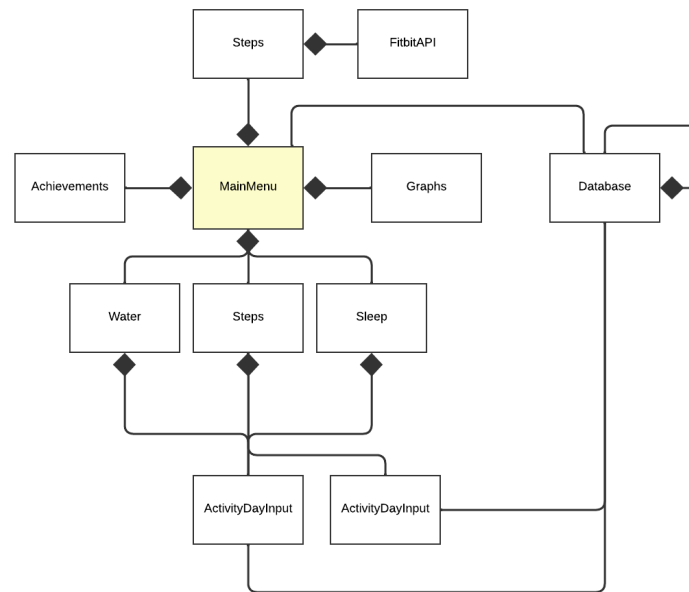 Steps
FitbitAPI
Achievements
MainMenu
Graphs
Database
Water
Steps
Sleep
ActivityDayInput
ActivityDayInput